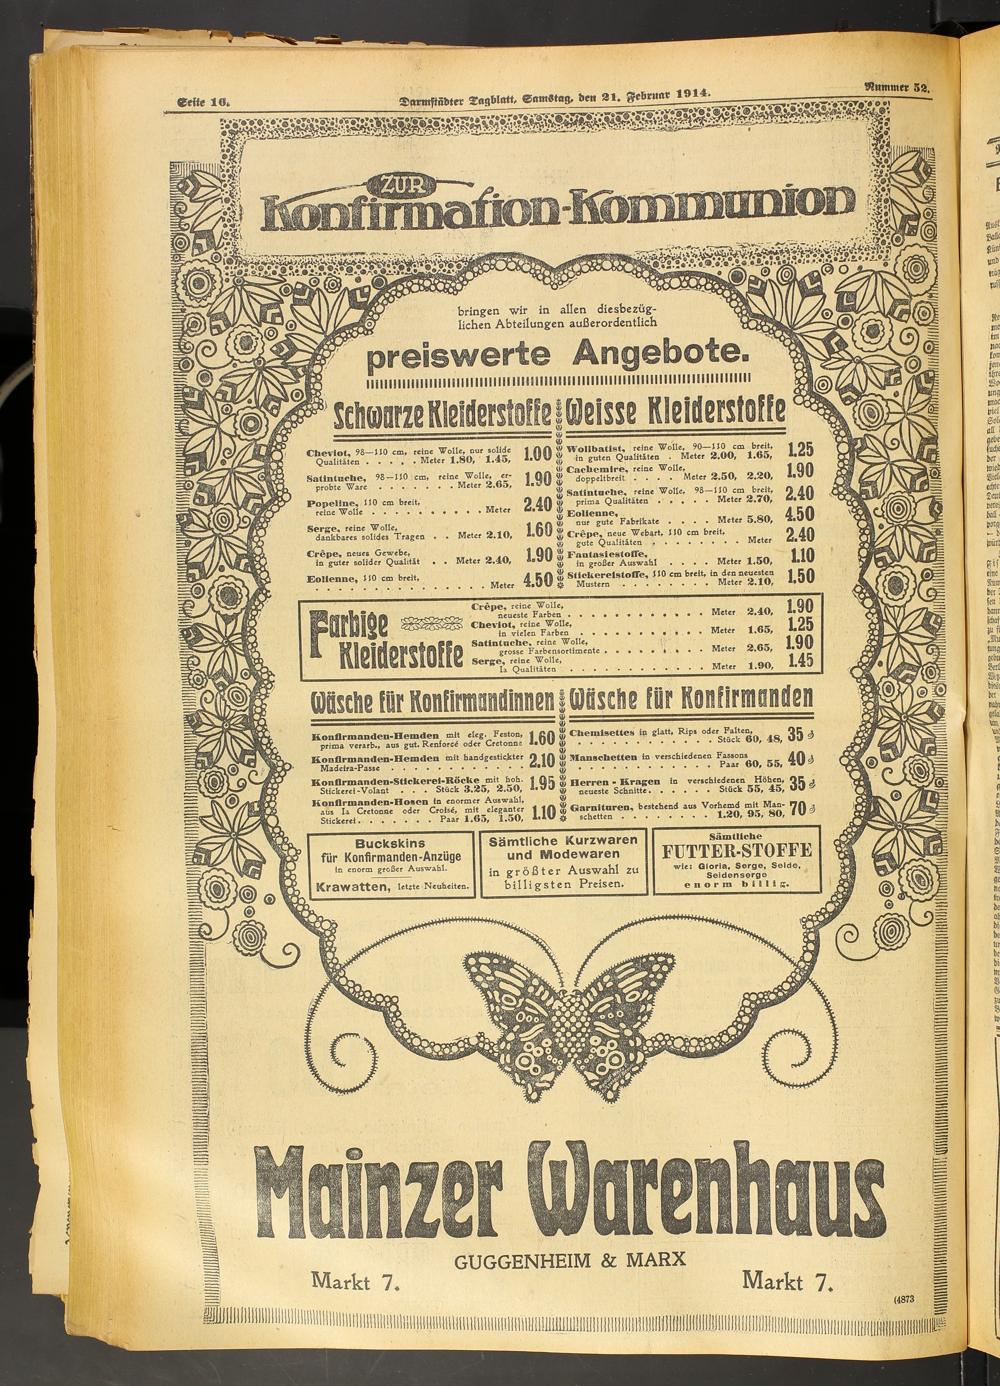 Seite 16.
Darmstädter Tagblatt, Samstag, den 21. Februar 1914.
Nummer 52.
ZUR
Konfirmation-Kommunion
bringen wir in allen diesbezüg-
lichen Abteilungen außerordentlich
preiswerte Angebote.
Schwarze Kleiderstoffe
Cheviot, 98—110 cm, reine Wolle, nur solide
Qualitäten . . . . . Meter 1.80, 1.45, 1.00
Satintuche, 98—110 cm, reine Wolle, er-
probte Ware . . . . . . . Meter 2.65, 1.90
Popeline, 110 cm breit,
reine Wolle . . . . . . . . . . Meter 2.40
Serge, reine Wolle,
dankbares solides Tragen . . Meter 2.10, 1.60
Crêpe, neues Gewebe,
in guter solider Qualität . . Meter 2.40, 1.90
Eolienne, 110 cm breit,
. . . . . . . . . . . . . Meter 4.50
Weisse Kleiderstoffe
Wollbatist, reine Wolle, 90—110 cm breit,
in guten Qualitäten . Meter 2.00, 1.65, 1.25
Cachemire, reine Wolle,
doppeltbreit . . . . Meter 2.50, 2.20, 1.90
Satintuche, reine Wolle, 98—110 cm breit,
prima Qualitäten . . . . . Meter 2.70, 2.40
Eolienne,
nur gute Fabrikate . . . . Meter 5.80, 4.50
Crêpe, neue Webart, 110 cm breit,
gute Qualitäten . . . . . . . . Meter 2.40
Fantasiestoffe,
in großer Auswahl . . . . Meter 1.50, 1.10
Stickereistoffe, 110 cm breit, in den neuesten
Mustern . . . . . . . . . Meter 2.10, 1.50
Farbige
Kleiderstoffe
Crêpe, reine Wolle,
neueste Farben . . . . . . . . . . Meter 2.40, 1.90
Cheviot, reine Wolle,
in vielen Farben . . . . . . . . . Meter 1.65, 1.25
Satintuche, reine Wolle,
grosse Farbensortimente . . . . . . . Meter 2.65, 1.90
Serge, reine Wolle,
Ia Qualitäten . . . . . . . . . . Meter 1.90, 1.45
Wäsche für Konfirmandinnen
Konfirmanden-Hemden mit eleg. Feston,
prima verarb., aus gut. Renforcé oder Cretonne 1.60
Konfirmanden-Hemden mit handgestickter
Madeira-Passe . . . . . . . . . . . 2.10
Konfirmanden-Stickerei-Röcke mit hoh.
Stickerei-Volant . . . Stück 3.25, 2.50, 1.95
Konfirmanden-Hosen in enormer Auswahl,
aus Ia Cretonne oder Croisé, mit eleganter
Stickerei . . . . . . . Paar 1.65, 1.50, 1.10
Wäsche für Konfirmanden
Chemisettes in glatt, Rips oder Falten,
. . . . . . . . . . . . Stück 60, 48, 35 ₰
Manschetten in verschiedenen Fassons
. . . . . . . . . . . . Paar 60, 55, 40 ₰
Herren-Kragen in verschiedenen Höhen,
neueste Schnitte . . . . . Stück 55, 45, 35 ₰
Garnituren, bestehend aus Vorhemd mit Man-
schetten . . . . . . . . 1.20, 95, 80, 70 ₰
Buckskins
für Konfirmanden-Anzüge
in enorm großer Auswahl.
Krawatten, letzte Neuheiten.
Sämtliche Kurzwaren
und Modewaren
in größter Auswahl zu
billigsten Preisen.
Sämtliche
FUTTER-STOFFE
wie: Gloria, Serge, Seide,
Seidenserge
enorm billig.
Mainzer Warenhaus
GUGGENHEIM & MARX
Markt 7.
Markt 7.
(4873